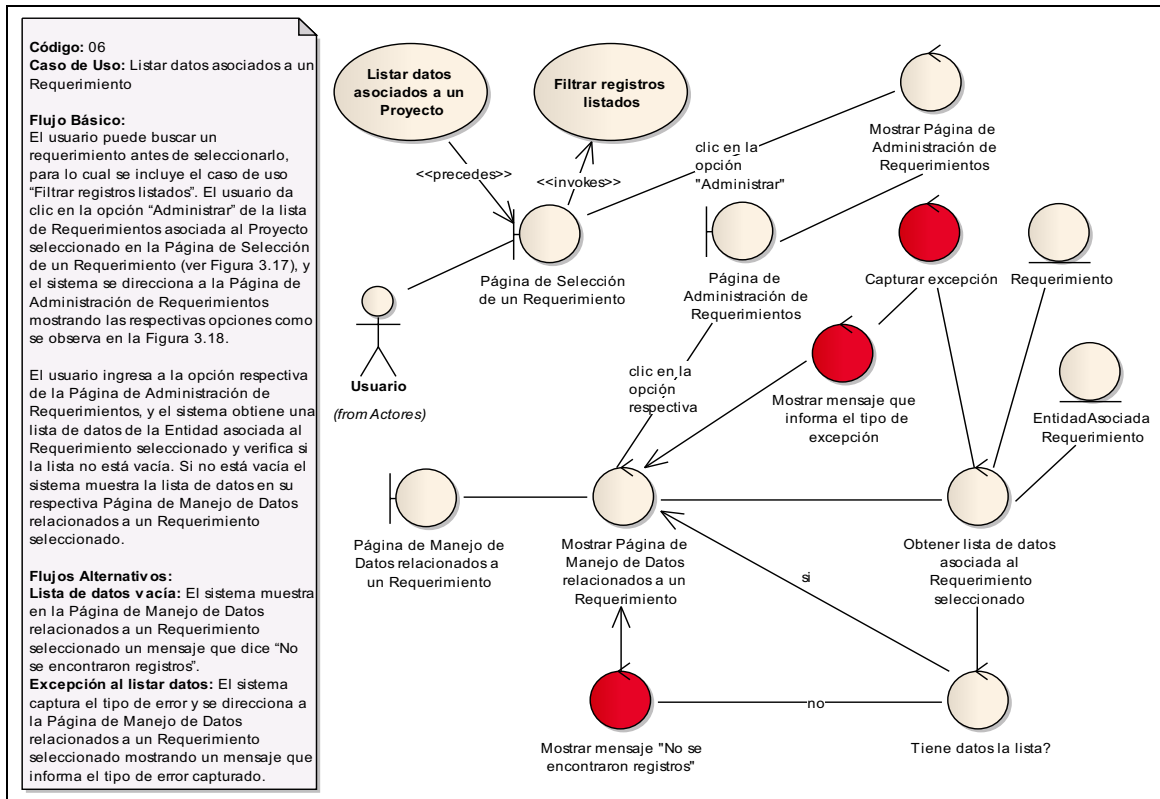 Código: 06
Caso de Uso: Listar datos asociados a un
Requerimiento
Flujo Básico:
El usuario puede buscar un
requerimiento antes de seleccionarlo,
para lo cual se incluye el caso de uso
“Filtrar registros listados”. El usuario da
clic en la opción “Administrar” de la lista
de Requerimientos asociada al Proyecto
seleccionado en la Página de Selección
de un Requerimiento (ver Figura 3.17), y
el sistema se direcciona a la Página de
Administración de Requerimientos
mostrando las respectivas opciones como
se observa en la Figura 3.18.
El usuario ingresa a la opción respectiva
de la Página de Administración de
Requerimientos, y el sistema obtiene una
lista de datos de la Entidad asociada al
Requerimiento seleccionado y verifica si
la lista no está vacía. Si no está vacía el
sistema muestra la lista de datos en su
respectiva Página de Manejo de Datos
relacionados a un Requerimiento
seleccionado.
Flujos Alternativos:
Lista de datos vacía: El sistema muestra
en la Página de Manejo de Datos
relacionados a un Requerimiento
seleccionado un mensaje que dice “No
se encontraron registros”.
Excepción al listar datos: El sistema
captura el tipo de error y se direcciona a
la Página de Manejo de Datos
relacionados a un Requerimiento
seleccionado mostrando un mensaje que
informa el tipo de error capturado.
Listar datos
asociados a un
Proyecto
Filtrar registros
listados
<<precedes>>
<<invokes>>
clic en la
opción
"Administrar"
Mostrar Página de
Administración de
Requerimientos
Página de Selección
de un Requerimiento
Página de
Administración de
Requerimientos
Capturar excepción
Requerimiento
Usuario
(from Actores)
clic en la
opción
respectiva
Mostrar mensaje que
informa el tipo de
excepción
EntidadAsociada
Requerimiento
Página de Manejo de
Datos relacionados a
un Requerimiento
Mostrar Página de
Manejo de Datos
relacionados a un
Requerimiento
Obtener lista de datos
asociada al
Requerimiento
seleccionado
si
no
Mostrar mensaje "No se
encontraron registros"
Tiene datos la lista?